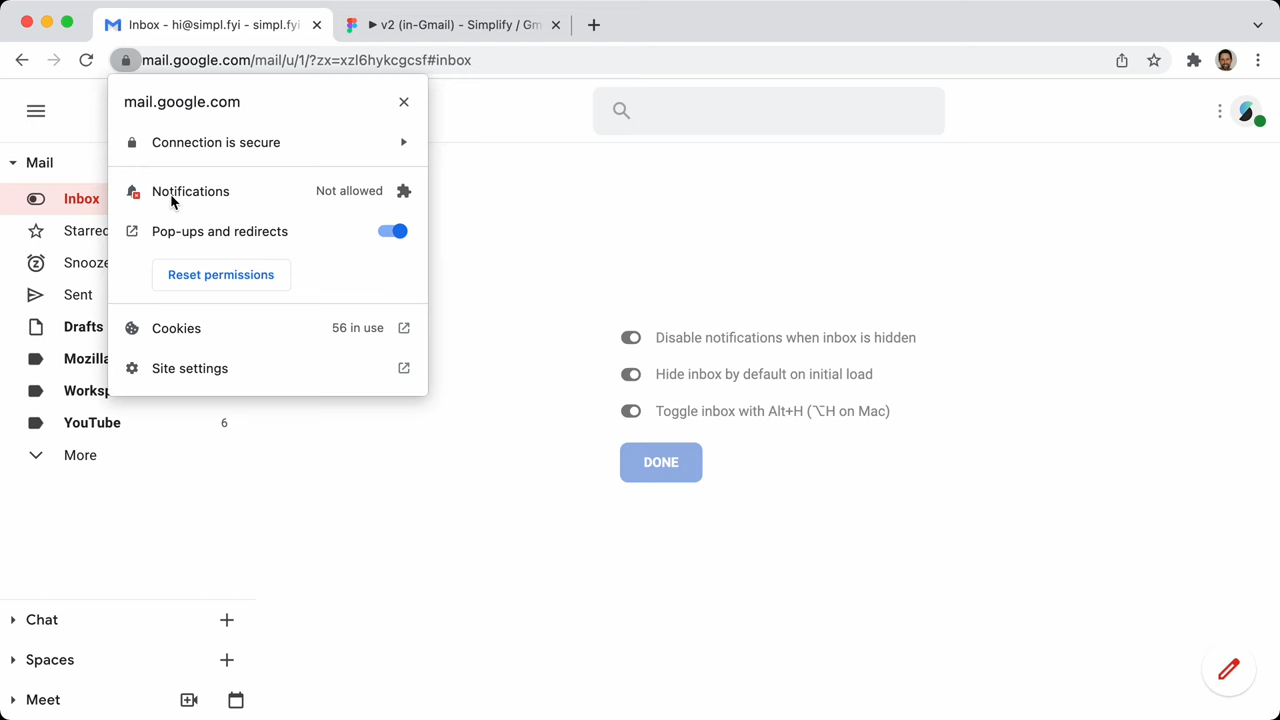 Inbox - hi@simpl.fyi - simpl.fyi
v2 (in-Gmail) - Simplify / Gm
mail.google.com/mail/u/1/?zx=xzl6hykcgcsf#inbox
mail.google.com
Connection is secure
Notifications Not allowed
Pop-ups and redirects
Reset permissions
Cookies 56 in use
Site settings
Mail
Inbox
Starred
Snooze
Sent
Drafts
Mozilla
Worksp
YouTube 6
More
Disable notifications when inbox is hidden
Hide inbox by default on initial load
Toggle inbox with Alt+H (⌥H on Mac)
DONE
Chat
Spaces
Meet